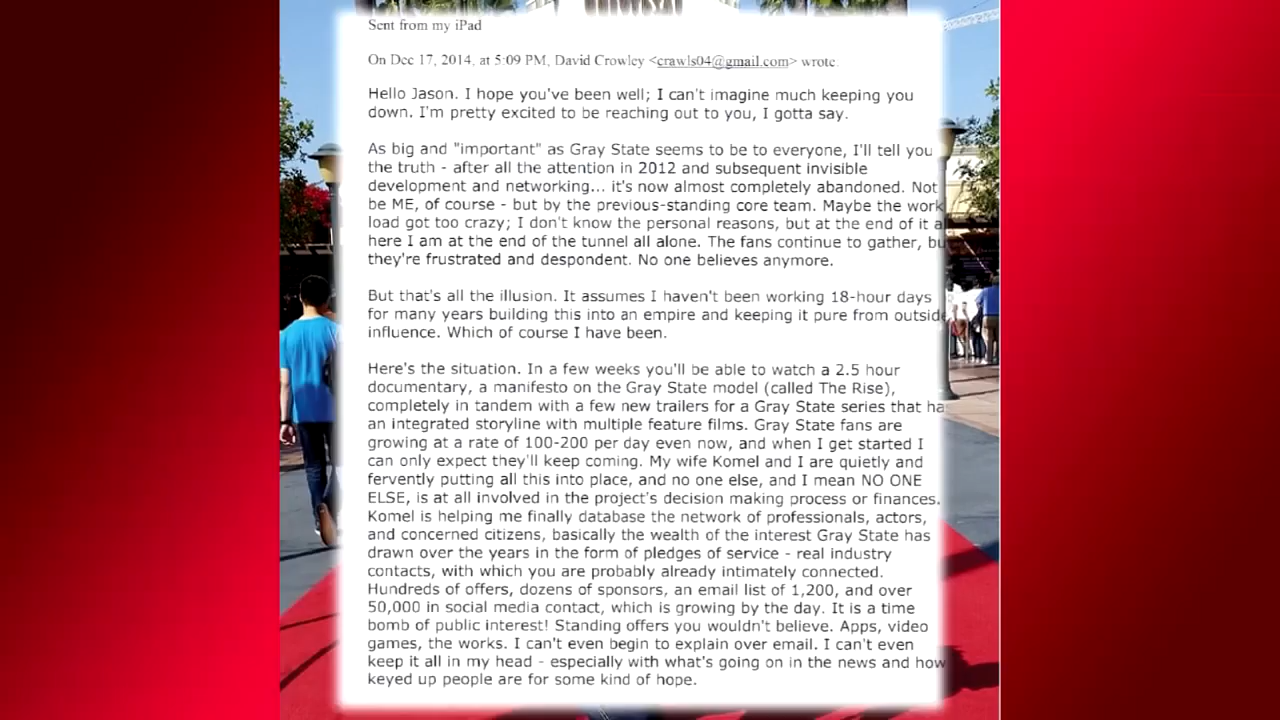 Sent from my iPad
On Dec 17, 2014, at 5:09 PM, David Crowley <crawls04@gmail.com> wrote:
Hello Jason. I hope you've been well; I can't imagine much keeping you
down. I'm pretty excited to be reaching out to you, I gotta say.
As big and "important" as Gray State seems to be to everyone, I'll tell you
the truth - after all the attention in 2012 and subsequent invisible
development and networking... it's now almost completely abandoned. Not
be ME, of course - but by the previous-standing core team. Maybe the work
load got too crazy; I don't know the personal reasons, but at the end of it a
here I am at the end of the tunnel all alone. The fans continue to gather, bu
they're frustrated and despondent. No one believes anymore.
But that's all the illusion. It assumes I haven't been working 18-hour days
for many years building this into an empire and keeping it pure from outside
influence. Which of course I have been.
Here's the situation. In a few weeks you'll be able to watch a 2.5 hour
documentary, a manifesto on the Gray State model (called The Rise),
completely in tandem with a few new trailers for a Gray State series that ha
an integrated storyline with multiple feature films. Gray State fans are
growing at a rate of 100-200 per day even now, and when I get started I
can only expect they'll keep coming. My wife Komel and I are quietly and
fervently putting all this into place, and no one else, and I mean NO ONE
ELSE, is at all involved in the project's decision making process or finances.
Komel is helping me finally database the network of professionals, actors,
and concerned citizens, basically the wealth of the interest Gray State has
drawn over the years in the form of pledges of service - real industry
contacts, with which you are probably already intimately connected.
Hundreds of offers, dozens of sponsors, an email list of 1,200, and over
50,000 in social media contact, which is growing by the day. It is a time
bomb of public interest! Standing offers you wouldn't believe. Apps, video
games, the works. I can't even begin to explain over email. I can't even
keep it all in my head - especially with what's going on in the news and how
keyed up people are for some kind of hope.